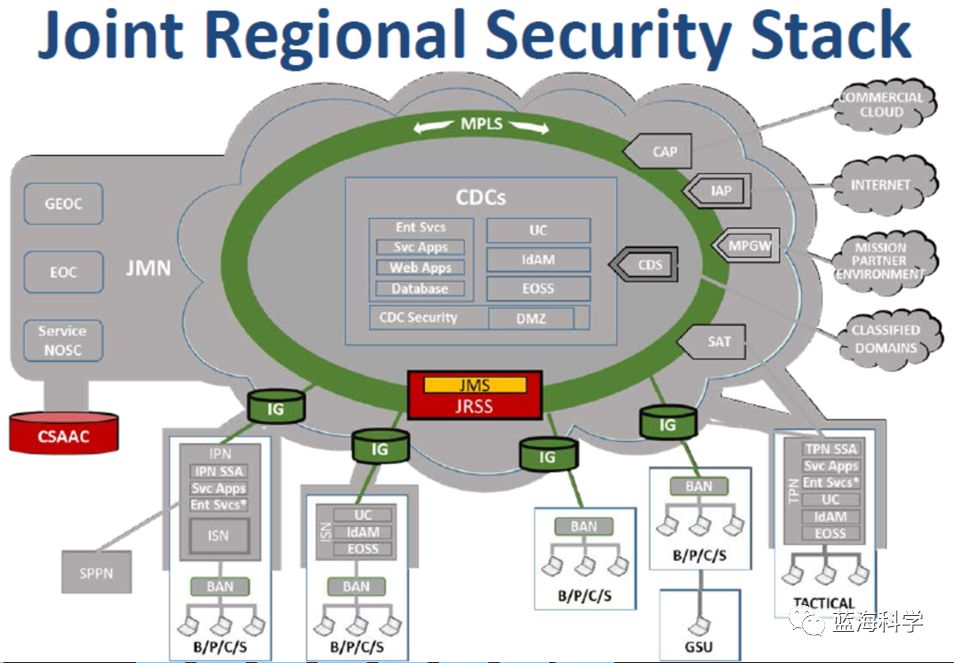 Joint Regional Security Stack
MPLS
COMMERCIAL
CLOUD
CAP
IAP
INTERNET
GEOC
CDCs
Ent Svcs
Svc Apps
Web Apps
Database
UC
IdAM
EOSS
CDC Security
DMZ
MPGW
MISSION
PARTNER
ENVIRONMENT
EOC
JMN
CDS
Service
NOSC
SAT
CLASSIFIED
DOMAINS
JMS
JRSS
CSAAC
IG
IG
IG
IG
IPN
IPN SSA
Svc Apps
Ent Svcs*
ISN
BAN
B/P/C/S
SPPN
ISN
UC
IdAM
EOSS
BAN
B/P/C/S
BAN
B/P/C/S
BAN
B/P/C/S
GSU
TPN
TPN SSA
Svc Apps
Ent Svcs*
UC
IdAM
EOSS
TACTICAL
蓝海科学